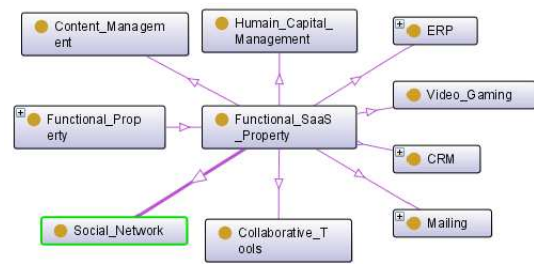 Content_Managem
ent
Humain_Capital_
Management
ERP
Video_Gaming
Functional_Prop
erty
Functional_SaaS
_Property
CRM
Social_Network
Collaborative_T
ools
Mailing